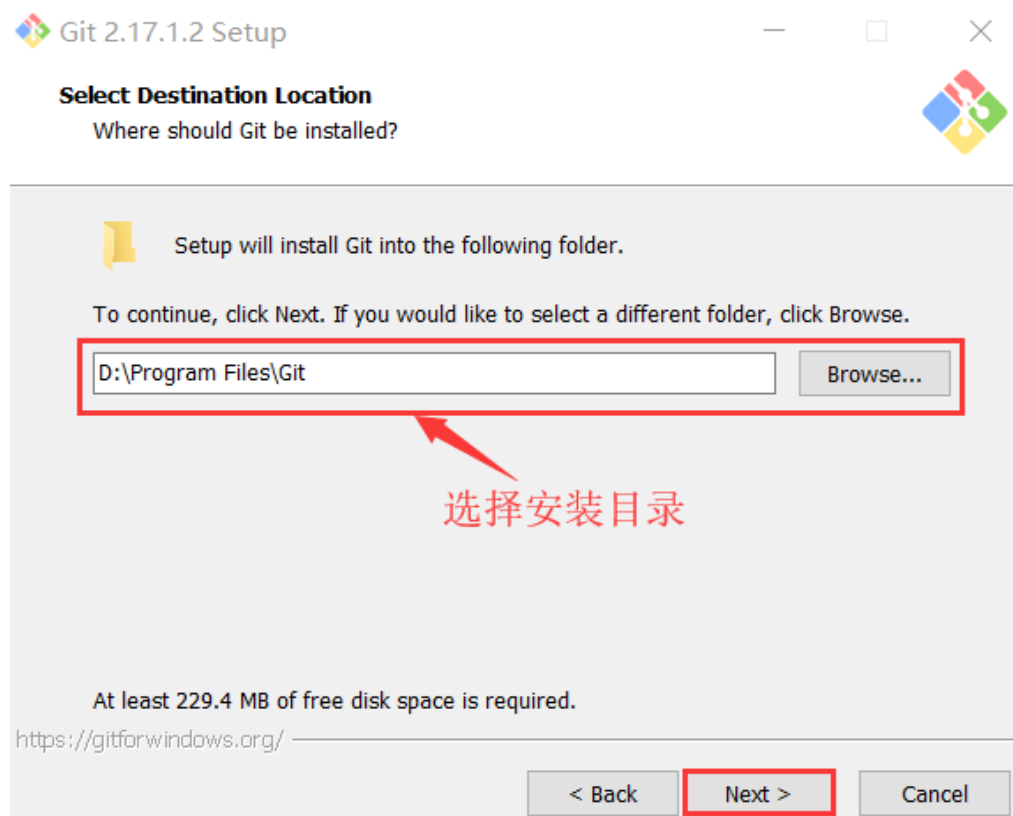 Git 2.17.1.2 Setup
Select Destination Location
Where should Git be installed?
Setup will install Git into the following folder.
To continue, click Next. If you would like to select a different folder, click Browse.
D:\Program Files\Git
Browse...
选择安装目录
At least 229.4 MB of free disk space is required.
https://gitforwindows.org/
< Back
Next >
Cancel